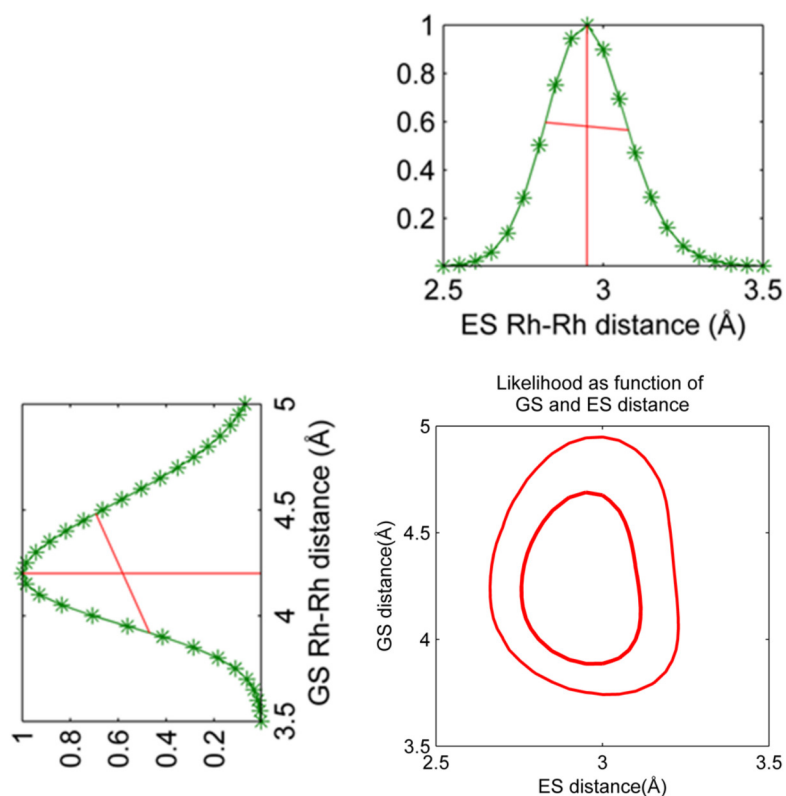 1
0.8
0.6
0.4
0.2
2.5 3 3.5
ES Rh-Rh distance (Å)
5
4.5
4
3.5
GS Rh-Rh distance (Å)
1 0.8 0.6 0.4 0.2
Likelihood as function of
GS and ES distance
5
4.5
4
3.5
GS distance(Å)
2.5 3 3.5
ES distance(Å)